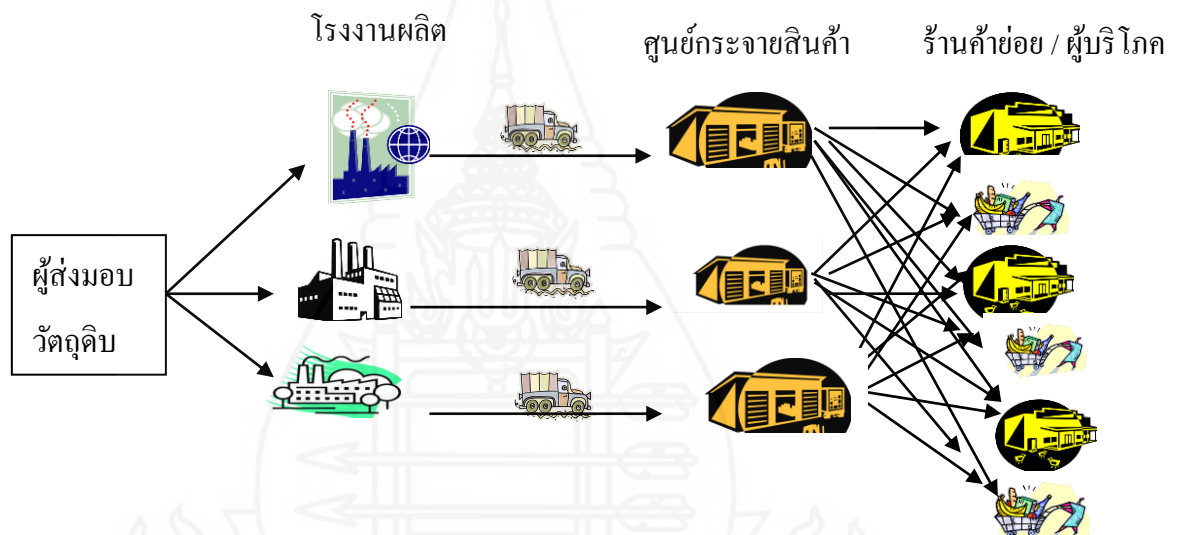 โรงงานผลิต
ศูนย์กระจายสินค้า
ร้านค้าย่อย / ผู้บริโภค
ผู้ส่งมอบ
วัตถุดิบ